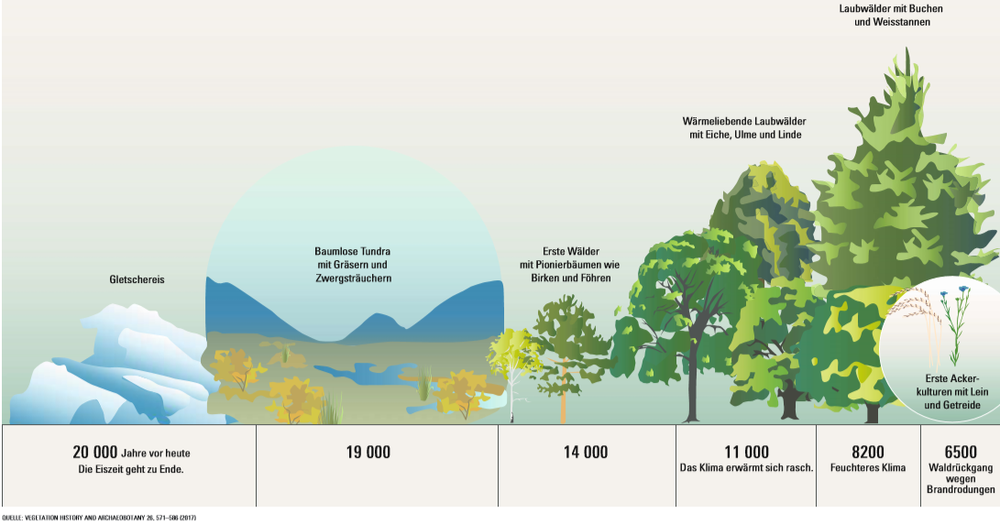 Laubwälder mit Buchen
und Weisstannen
Wärmeliebende Laubwälder
mit Eiche, Ulme und Linde
Baumlose Tundra
mit Gräsern und
Zwergsträuchern
Erste Wälder
mit Pionierbäumen wie
Birken und Föhren
Gletschereis
Erste Acker-
kulturen mit Lein
und Getreide
20 000 Jahre vor heute
Die Eiszeit geht zu Ende.
19 000
14 000
11 000
Das Klima erwärmt sich rasch.
8200
Feuchteres Klima
6500
Waldrückgang
wegen
Brandrodungen
QUELLE: VEGETATION HISTORY AND ARCHAEOBOTANY 26, 571–586 (2017)